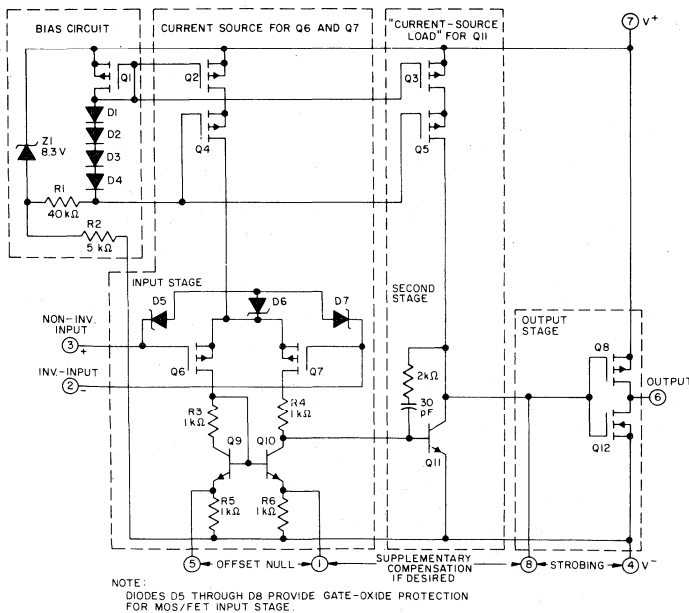 BIAS CIRCUIT
CURRENT SOURCE FOR Q6 AND Q7
"CURRENT-SOURCE
LOAD" FOR Q11
7 V+
Q1
Q2
Q3
D1
D2
D3
D4
Z1
8.3 V
Q4
Q5
R1
40 kΩ
R2
5 kΩ
INPUT STAGE
D5
D6
D7
SECOND
STAGE
OUTPUT
STAGE
NON-INV.
INPUT
3 +
Q6
Q7
INV.-INPUT
2 -
Q8
OUTPUT
6
2kΩ
30
pF
R3
1kΩ
R4
1kΩ
Q9
Q10
Q11
Q12
R5
1kΩ
R6
1kΩ
5 OFFSET NULL 1
SUPPLEMENTARY
COMPENSATION
IF DESIRED
8 STROBING 4 V-
NOTE:
DIODES D5 THROUGH D8 PROVIDE GATE-OXIDE PROTECTION
FOR MOS/FET INPUT STAGE.